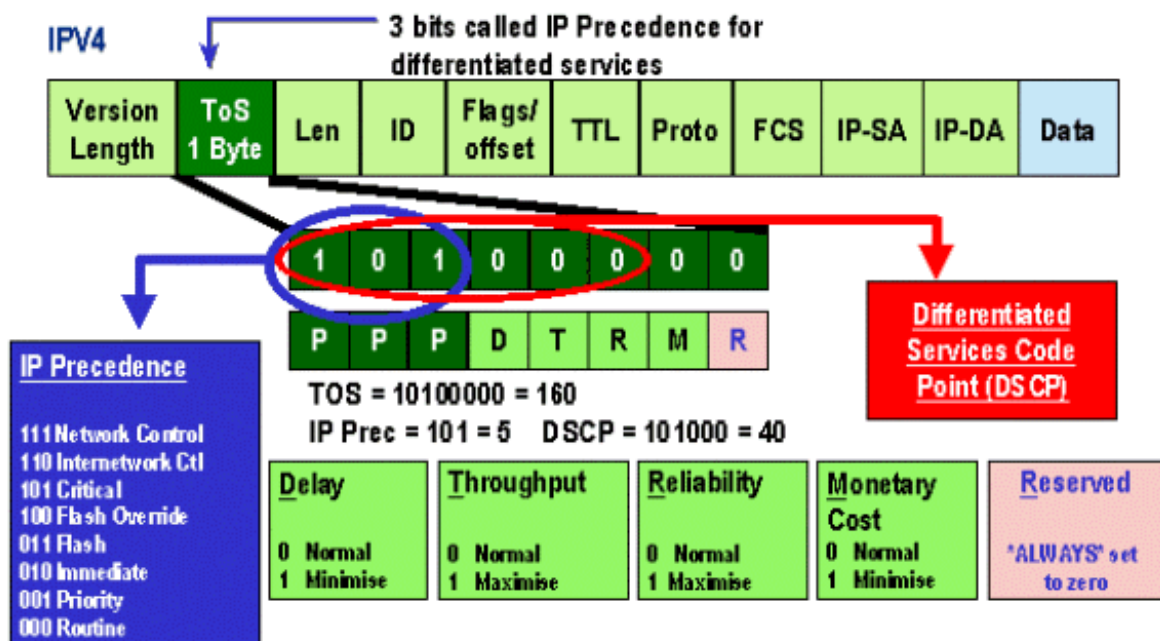 IPV4
3 bits called IP Precedence for
differentiated services
Version
Length
ToS
1 Byte
Len
ID
Flags/
offset
TTL
Proto
FCS
IP-SA
IP-DA
Data
1 0 1 0 0 0 0 0
P P P D T R M R
TOS = 10100000 = 160
IP Prec = 101 = 5 DSCP = 101000 = 40
Differentiated
Services Code
Point (DSCP)
IP Precedence
111 Network Control
110 Internetwork Ctl
101 Critical
100 Flash Override
011 Flash
010 Immediate
001 Priority
000 Routine
Delay
0 Normal
1 Minimise
Throughput
0 Normal
1 Maximise
Reliability
0 Normal
1 Maximise
Monetary
Cost
0 Normal
1 Minimise
Reserved
"ALWAYS" set
to zero